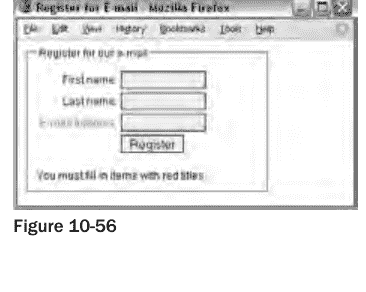 Register for E-mail - Mozilla Firefox
File Edit View History Bookmarks Tools Help
Register for our e-mail
First name
Last name
E-mail address
Register
You must fill in items with red titles
Figure 10-56